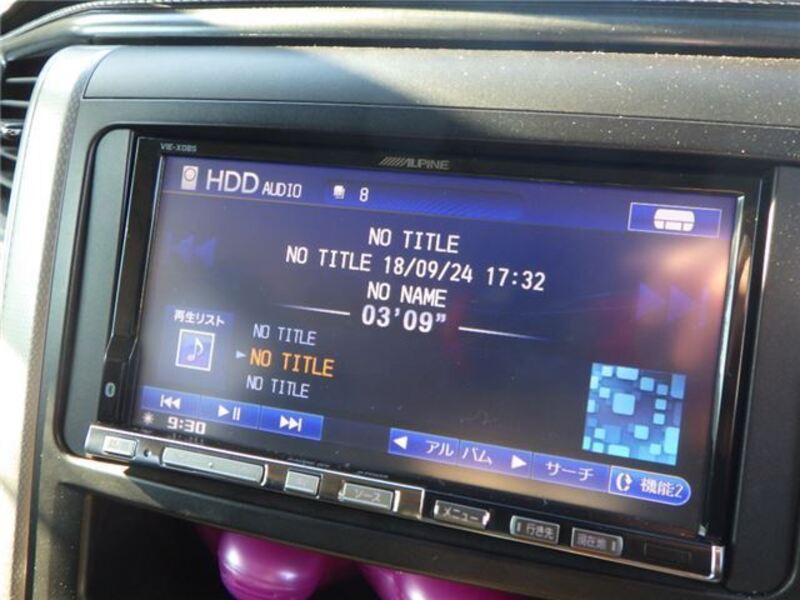 VIE-X08S
ALPINE
HDD AUDIO 8
NO TITLE
NO TITLE 18/09/24 17:32
NO NAME
03'09"
再生リスト
NO TITLE
NO TITLE
NO TITLE
9:30
アルバム
サーチ
機能2
ソース
メニュー
行き先
現在地